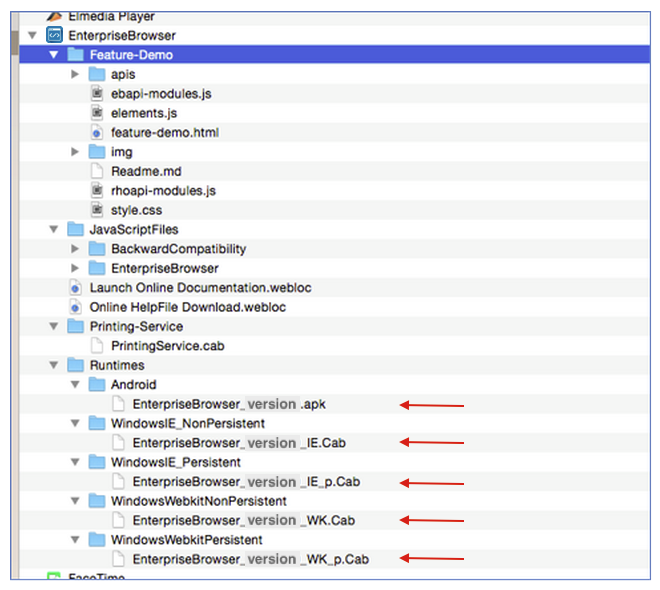 Elmedia Player
EnterpriseBrowser
Feature-Demo
apis
ebapi-modules.js
elements.js
feature-demo.html
img
Readme.md
rhoapi-modules.js
style.css
JavaScriptFiles
BackwardCompatibility
EnterpriseBrowser
Launch Online Documentation.webloc
Online HelpFile Download.webloc
Printing-Service
PrintingService.cab
Runtimes
Android
EnterpriseBrowser_version.apk
WindowsIE_NonPersistent
EnterpriseBrowser_version_IE.Cab
WindowsIE_Persistent
EnterpriseBrowser_version_IE_p.Cab
WindowsWebkitNonPersistent
EnterpriseBrowser_version_WK.Cab
WindowsWebkitPersistent
EnterpriseBrowser_version_WK_p.Cab
FaceTime